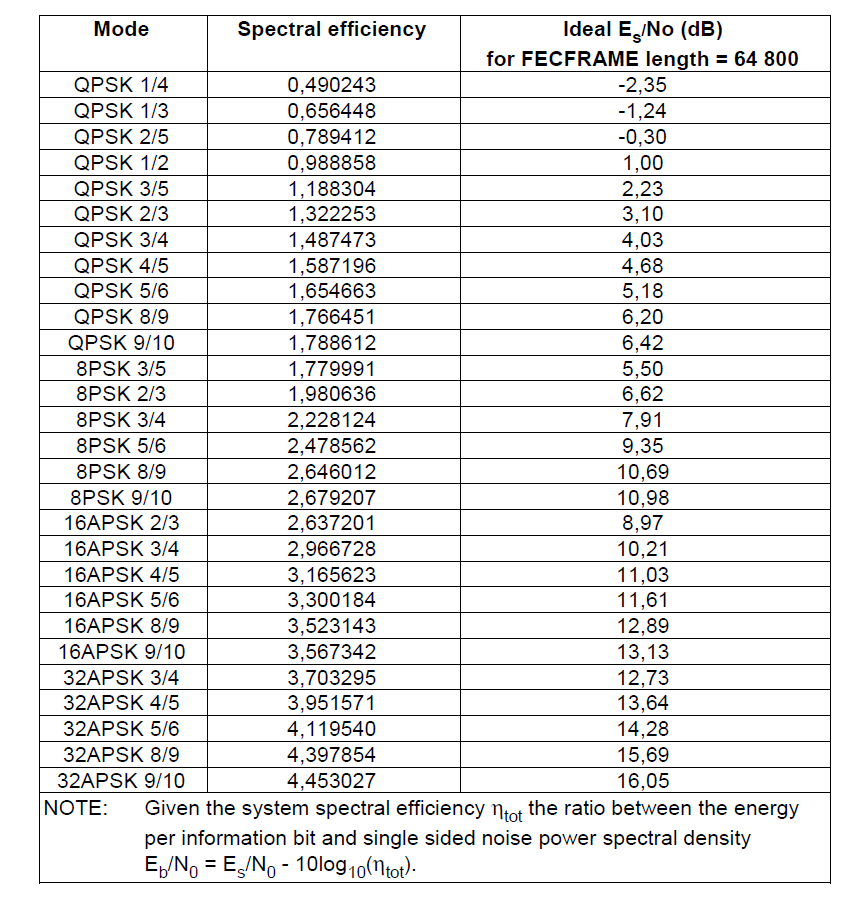 Mode Spectral efficiency Ideal Es/No (dB)
for FECFRAME length = 64 800
QPSK 1/4 0,490243 -2,35
QPSK 1/3 0,656448 -1,24
QPSK 2/5 0,789412 -0,30
QPSK 1/2 0,988858 1,00
QPSK 3/5 1,188304 2,23
QPSK 2/3 1,322253 3,10
QPSK 3/4 1,487473 4,03
QPSK 4/5 1,587196 4,68
QPSK 5/6 1,654663 5,18
QPSK 8/9 1,766451 6,20
QPSK 9/10 1,788612 6,42
8PSK 3/5 1,779991 5,50
8PSK 2/3 1,980636 6,62
8PSK 3/4 2,228124 7,91
8PSK 5/6 2,478562 9,35
8PSK 8/9 2,646012 10,69
8PSK 9/10 2,679207 10,98
16APSK 2/3 2,637201 8,97
16APSK 3/4 2,966728 10,21
16APSK 4/5 3,165623 11,03
16APSK 5/6 3,300184 11,61
16APSK 8/9 3,523143 12,89
16APSK 9/10 3,567342 13,13
32APSK 3/4 3,703295 12,73
32APSK 4/5 3,951571 13,64
32APSK 5/6 4,119540 14,28
32APSK 8/9 4,397854 15,69
32APSK 9/10 4,453027 16,05
NOTE: Given the system spectral efficiency ηtot the ratio between the energy
per information bit and single sided noise power spectral density
Eb/N0 = Es/N0 - 10log10(ηtot).